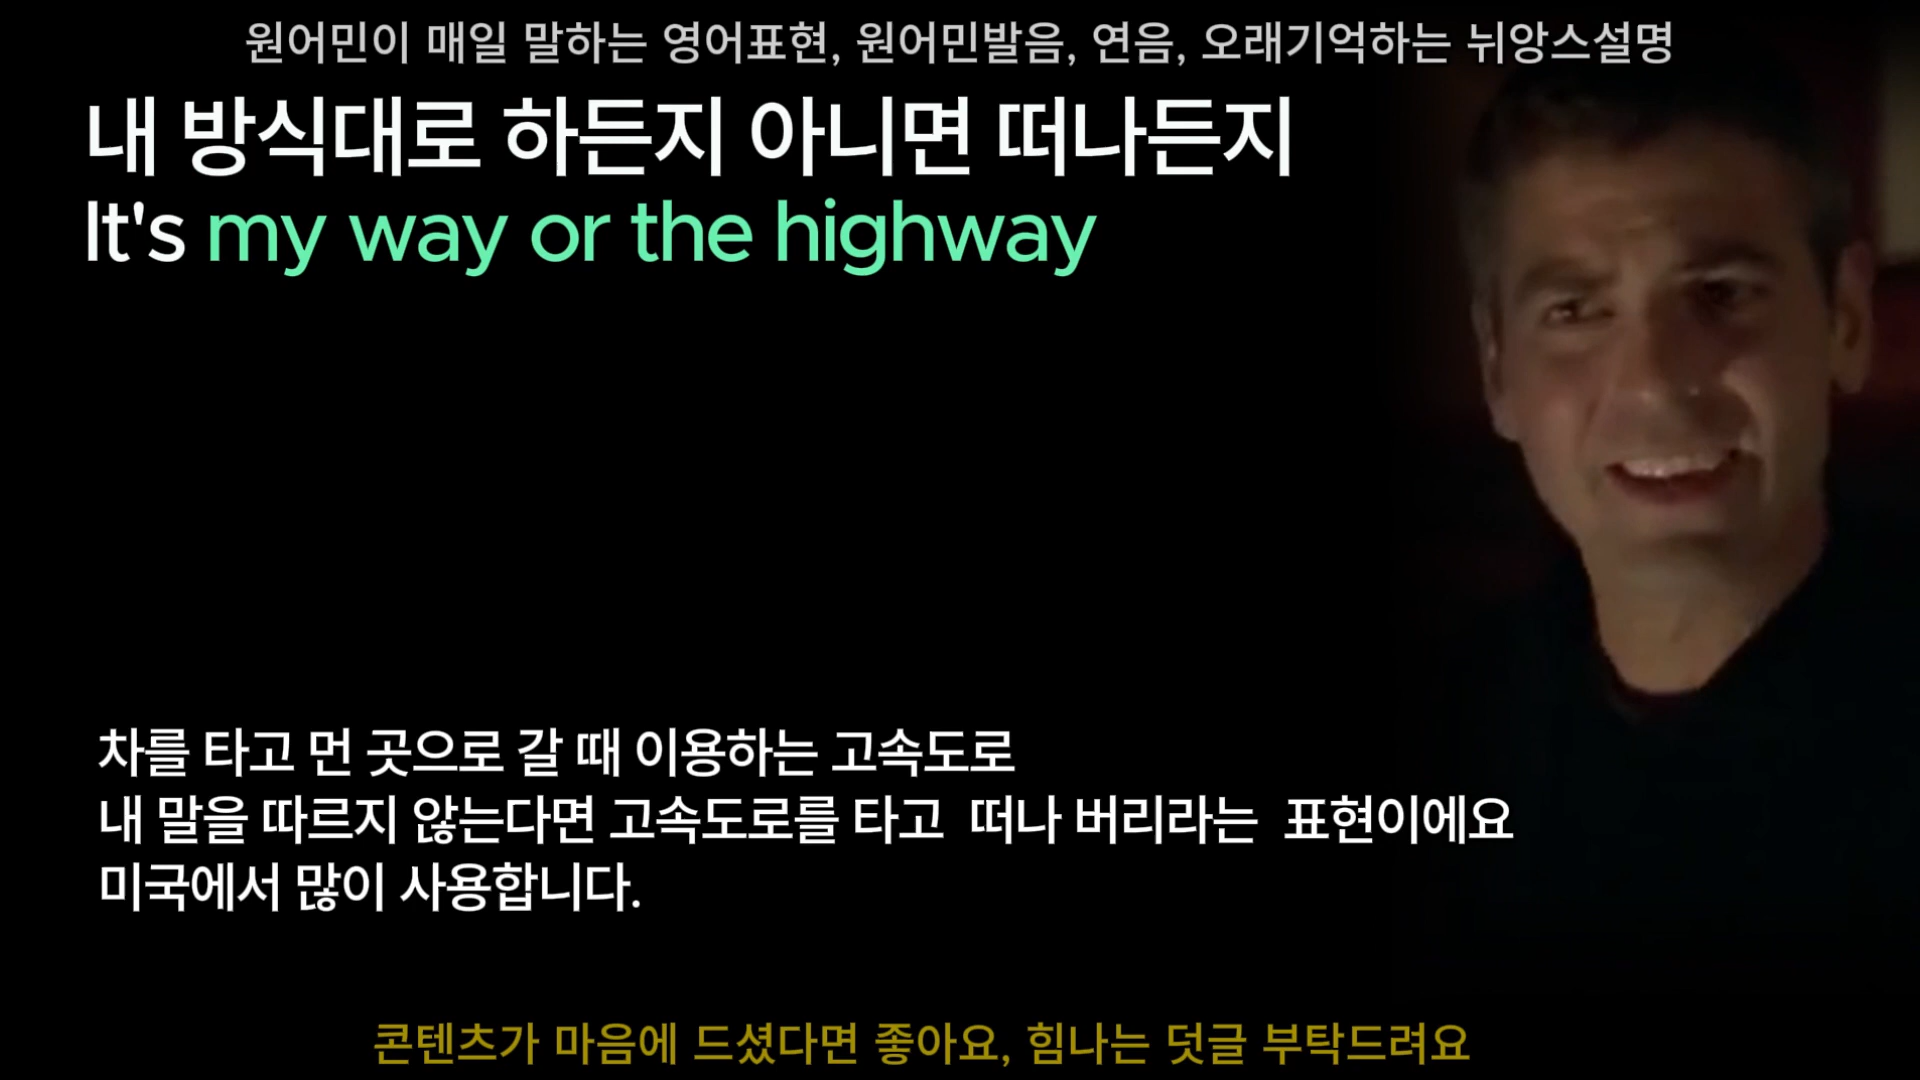 원어민이 매일 말하는 영어표현, 원어민발음, 연음, 오래기억하는 뉘앙스설명
내 방식대로 하든지 아니면 떠나든지
It's my way or the highway
차를 타고 먼 곳으로 갈 때 이용하는 고속도로
내 말을 따르지 않는다면 고속도로를 타고 떠나 버리라는 표현이에요
미국에서 많이 사용합니다.
콘텐츠가 마음에 드셨다면 좋아요, 힘나는 덧글 부탁드려요